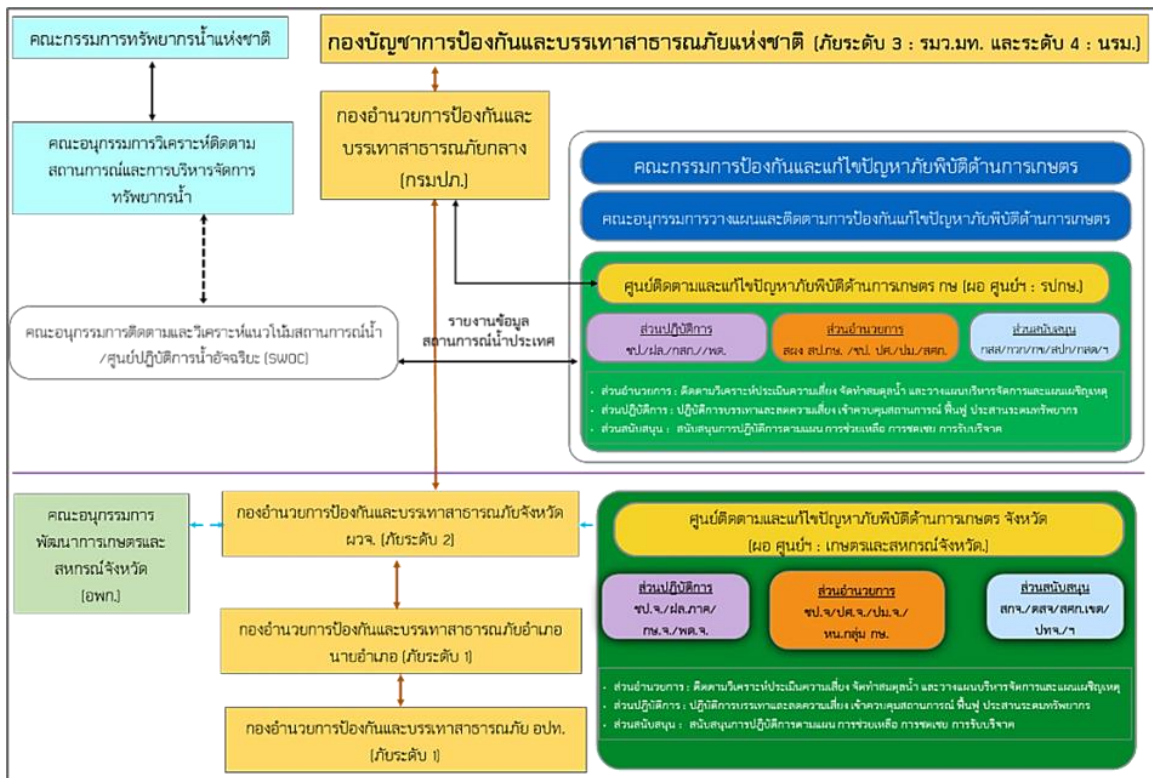 คณะกรรมการทรัพยากรน้ำแห่งชาติ
กองบัญชาการป้องกันและบรรเทาสาธารณภัยแห่งชาติ (ภัยระดับ 3 : รมว.มท. และระดับ 4 : นรม.)
คณะอนุกรรมการวิเคราะห์ติดตาม
สถานการณ์และการบริหารจัดการ
ทรัพยากรน้ำ
กองอำนวยการป้องกันและ
บรรเทาสาธารณภัยกลาง
(กรมปภ.)
คณะกรรมการป้องกันและแก้ไขปัญหาภัยพิบัติด้านการเกษตร
คณะอนุกรรมการวางแผนและติดตามการป้องกันแก้ไขปัญหาภัยพิบัติด้านการเกษตร
ศูนย์ติดตามและแก้ไขปัญหาภัยพิบัติด้านการเกษตร กษ (ผอ ศูนย์ฯ : รปกษ.)
คณะอนุกรรมการติดตามและวิเคราะห์แนวโน้มสถานการณ์น้ำ
/ศูนย์ปฏิบัติการน้ำอัจฉริยะ (SWOC)
รายงานข้อมูล
สถานการณ์น้ำประเทศ
ส่วนปฏิบัติการ
ชป./ฝล./กสก.//พด.
ส่วนอำนวยการ
สผง สป.กษ. /ชป. ปศ./ปม./สศก.
ส่วนสนับสนุน
กสส/กวก/กข/สปก/กสด/ฯ
· ส่วนอำนวยการ : ติดตามวิเคราะห์ประเมินความเสี่ยง จัดทำสมดุลน้ำ และวางแผนบริหารจัดการและแผนเผชิญเหตุ
· ส่วนปฏิบัติการ : ปฏิบัติการบรรเทาและลดความเสี่ยง เข้าควบคุมสถานการณ์ ฟื้นฟู ประสานระดมทรัพยากร
· ส่วนสนับสนุน : สนับสนุนการปฏิบัติการตามแผน การช่วยเหลือ การชดเชย การรับบริจาค
คณะอนุกรรมการ
พัฒนาการเกษตรและ
สหกรณ์จังหวัด
(อพก.)
กองอำนวยการป้องกันและบรรเทาสาธารณภัยจังหวัด
ผวจ. (ภัยระดับ 2)
กองอำนวยการป้องกันและบรรเทาสาธารณภัยอำเภอ
นายอำเภอ (ภัยระดับ 1)
กองอำนวยการป้องกันและบรรเทาสาธารณภัย อปท.
(ภัยระดับ 1)
ศูนย์ติดตามและแก้ไขปัญหาภัยพิบัติด้านการเกษตร จังหวัด
(ผอ ศูนย์ฯ : เกษตรและสหกรณ์จังหวัด.)
ส่วนปฏิบัติการ
ชป.จ./ฝล.ภาค/
กษ.จ./พด.จ.
ส่วนอำนวยการ
ชป.จ/ปศ.จ./ปม.จ./
หน.กลุ่ม กษ.
ส่วนสนับสนุน
สกจ./ตสจ/สศก.เขต/
ปทจ./ฯ
· ส่วนอำนวยการ : ติดตามวิเคราะห์ประเมินความเสี่ยง จัดทำสมดุลน้ำ และวางแผนบริหารจัดการและแผนเผชิญเหตุ
· ส่วนปฏิบัติการ : ปฏิบัติการบรรเทาและลดความเสี่ยง เข้าควบคุมสถานการณ์ ฟื้นฟู ประสานระดมทรัพยากร
· ส่วนสนับสนุน : สนับสนุนการปฏิบัติการตามแผน การช่วยเหลือ การชดเชย การรับบริจาค